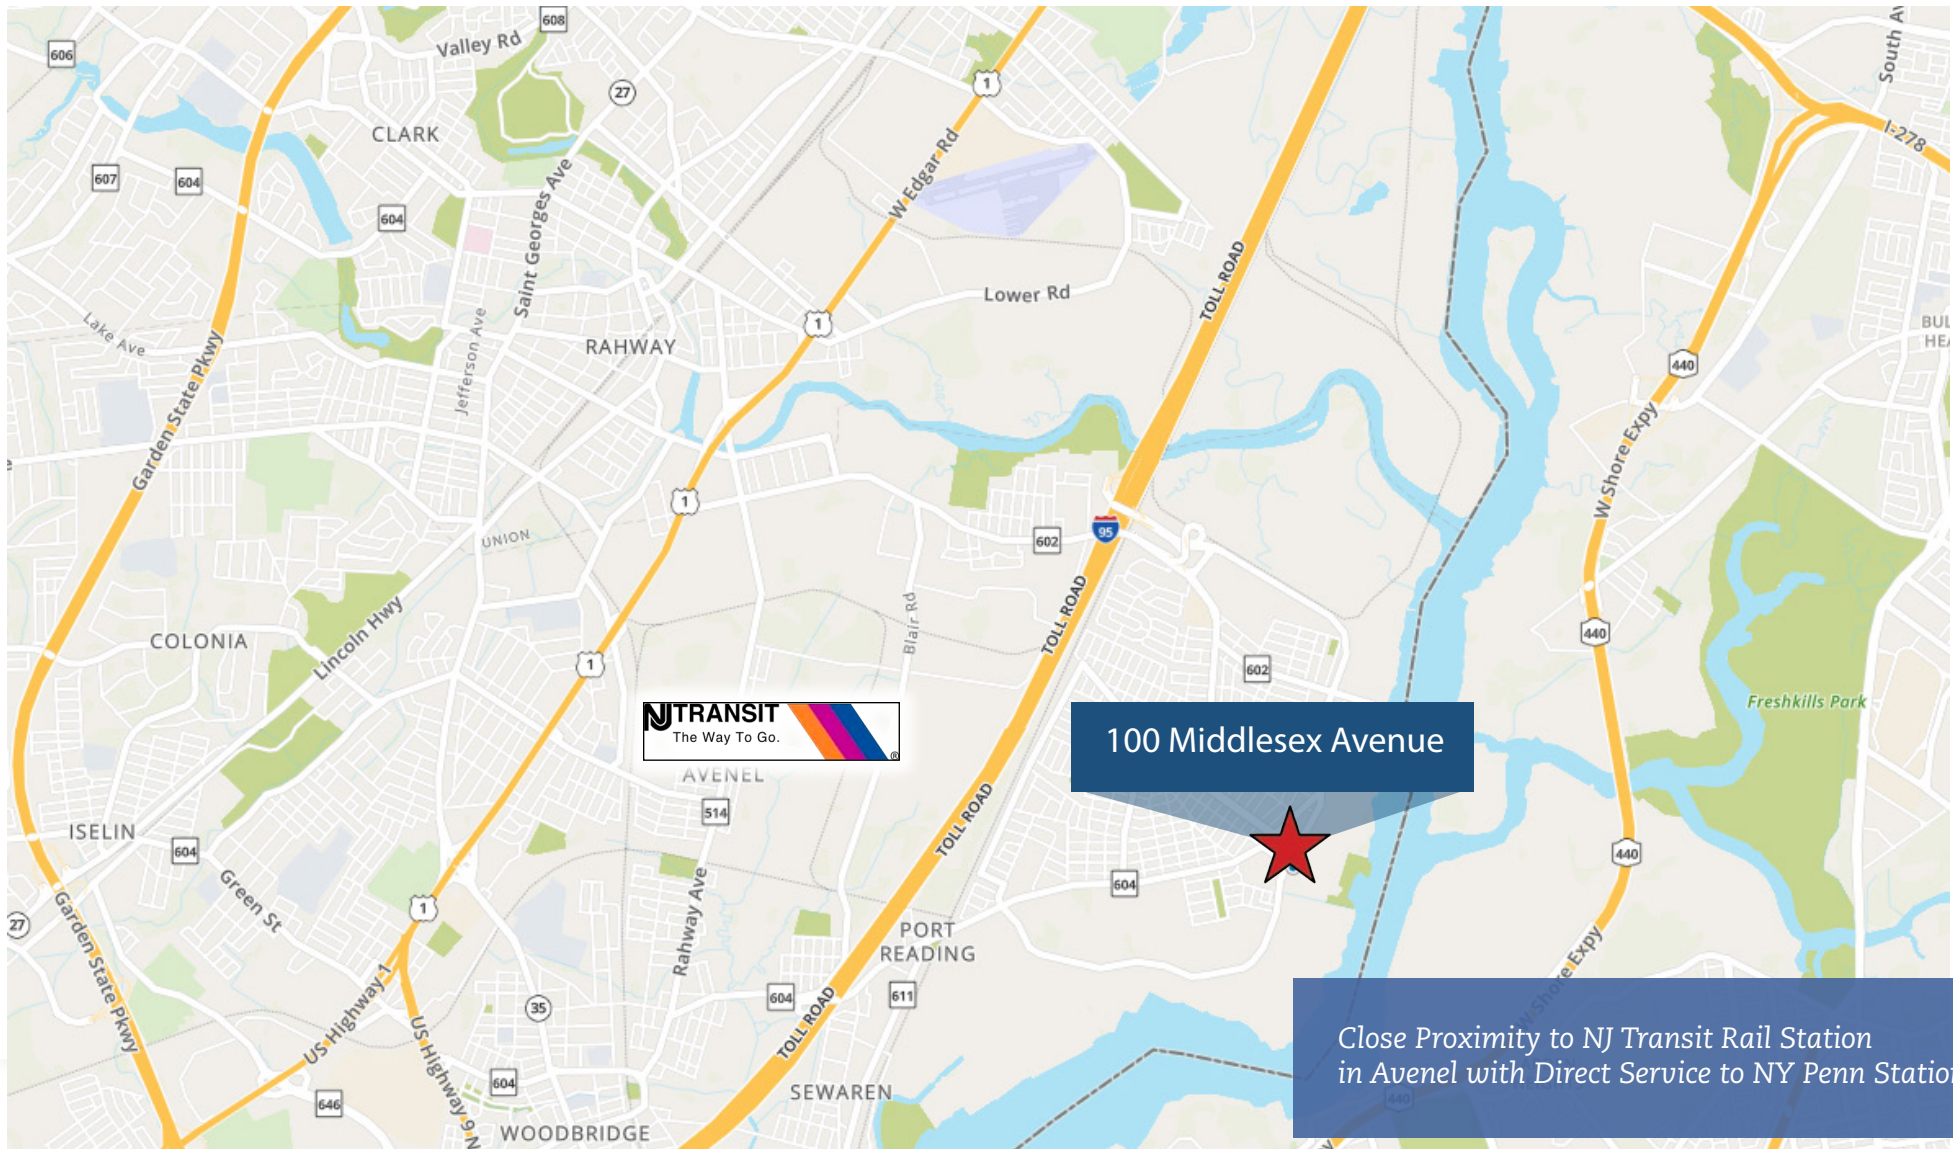 608
Valley Rd
606
South Av
27
1
CLARK
I-278
W Edgar Rd
607
604
604
Saint Georges Ave
TOLL ROAD
Lower Rd
1
Lake Ave
Jefferson Ave
RAHWAY
BUL
HEA
440
Garden State Pkwy
W Shore Expy
1
UNION
602
95
Blair Rd
TOLL ROAD
Lincoln Hwy
COLONIA
440
1
602
Freshkills Park
NJ TRANSIT
The Way To Go.
®
100 Middlesex Avenue
AVENEL
514
TOLL ROAD
ISELIN
604
440
Green St
604
1
27
Garden State Pkwy
Rahway Ave
PORT
READING
W Shore Expy
604
611
35
US Highway 1
TOLL ROAD
US Highway 9 N
Close Proximity to NJ Transit Rail Station
in Avenel with Direct Service to NY Penn Station
604
SEWAREN
646
440
WOODBRIDGE